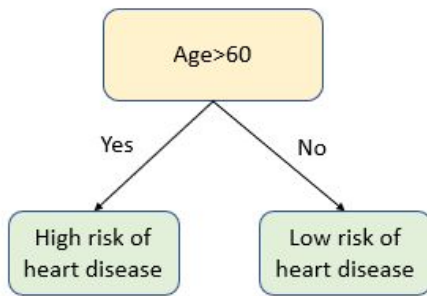 Age>60
Yes
No
High risk of
heart disease
Low risk of
heart disease